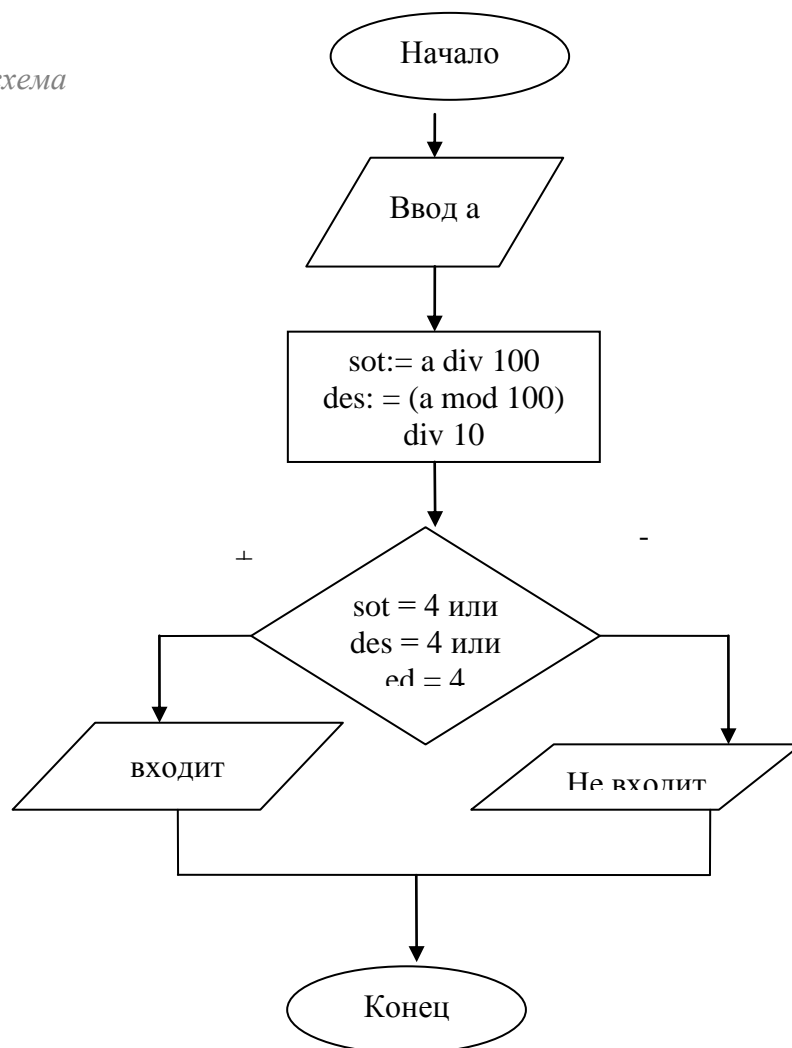 Начало
схема
Ввод a
sot:= a div 100
des: = (a mod 100)
div 10
+
-
sot = 4 или
des = 4 или
ed = 4
входит
Не входит
Конец